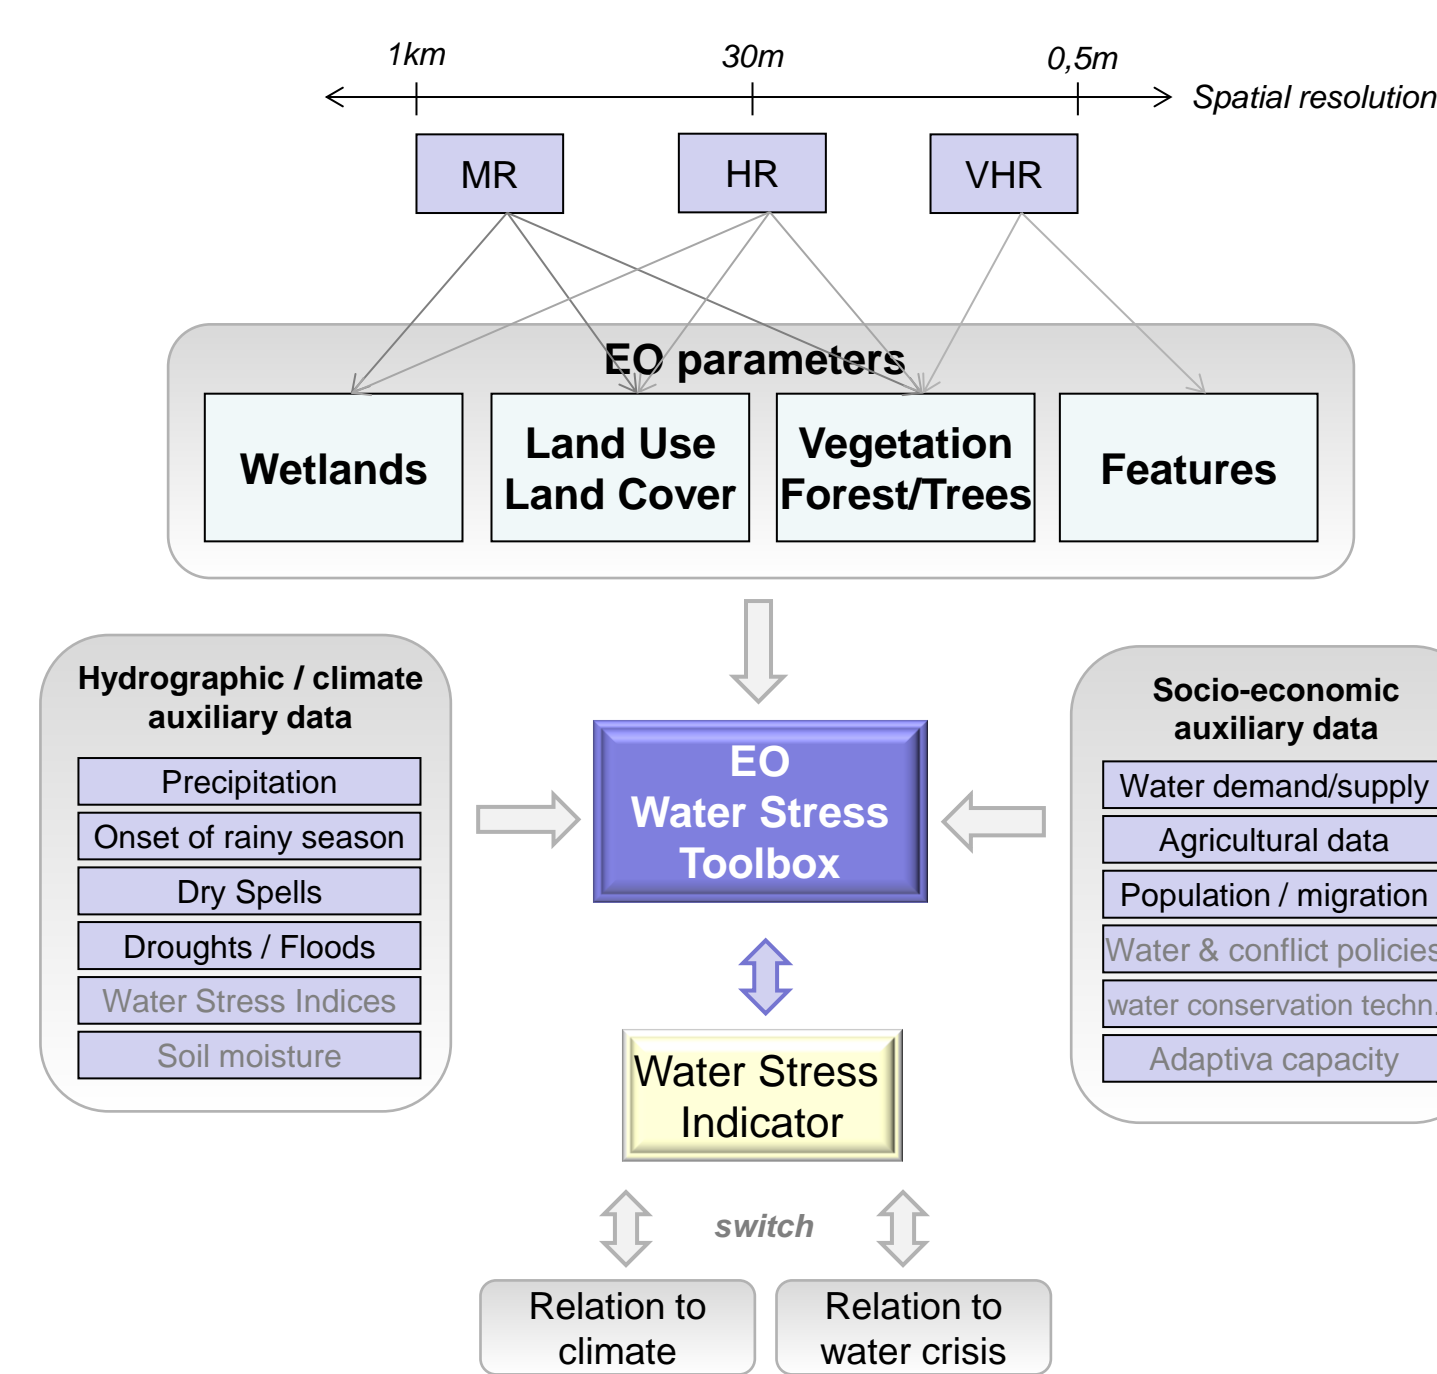 1km
30m
0,5m
Spatial resolution
MR
HR
VHR
EO parameters
Wetlands
Land Use
Land Cover
Vegetation
Forest/Trees
Features
Hydrographic / climate
auxiliary data
Precipitation
Onset of rainy season
Dry Spells
Droughts / Floods
Water Stress Indices
Soil moisture
EO
Water Stress
Toolbox
Socio-economic
auxiliary data
Water demand/supply
Agricultural data
Population / migration
Water & conflict policies
water conservation techn.
Adaptiva capacity
Water Stress
Indicator
switch
Relation to
climate
Relation to
water crisis